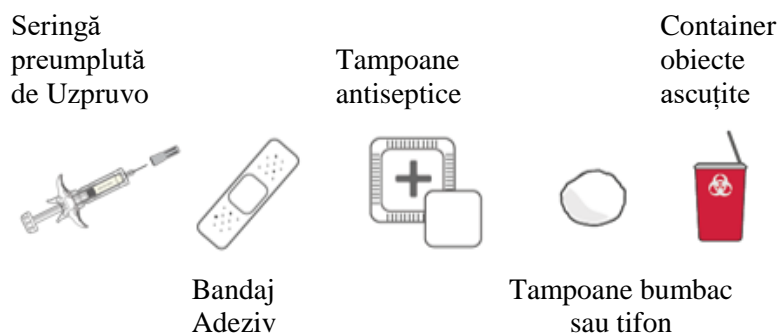 Seringă
preumplută
de Uzpruvo
Tampoane
antiseptice
Container
obiecte
ascuțite
Bandaj
Adeziv
Tampoane bumbac
sau tifon